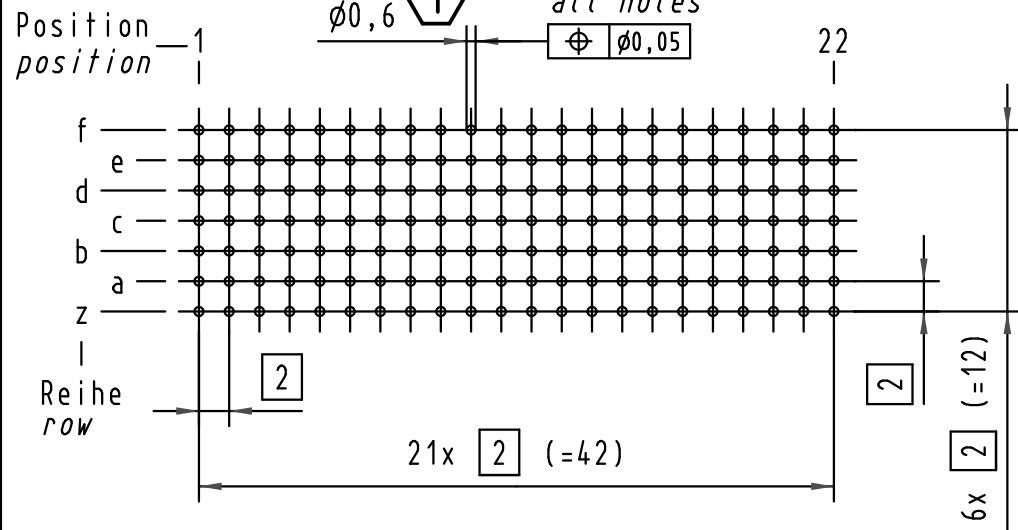 Position
position
1
Ø0,6
1
all holes
Ø0,05
22
f
e
d
c
b
a
z
Reihe
row
2
21x 2 (=42)
2
6x 2 (=12)